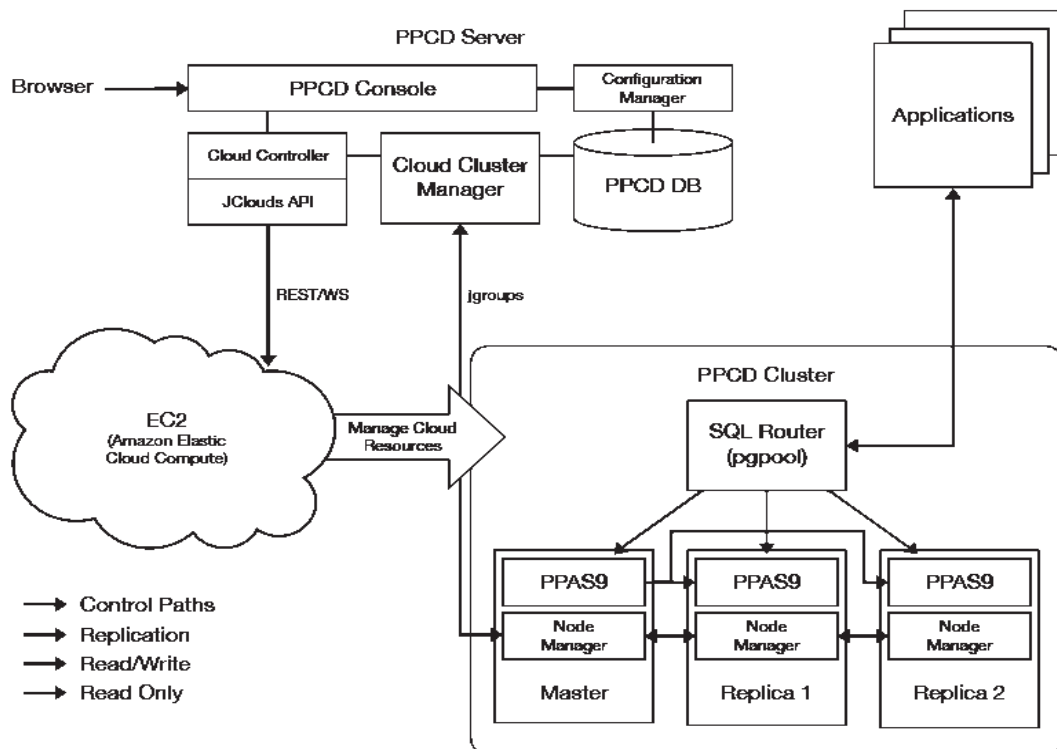 PPCD Server
Browser
PPCD Console
Configuration
Manager
Applications
Cloud Controller
JClouds API
Cloud Cluster
Manager
PPCD DB
REST/WS
jgroups
PPCD Cluster
EC2
(Amazon Elastic
Cloud Compute)
Manage Cloud
Resources
SQL Router
(pgpool)
PPAS9
PPAS9
PPAS9
Node
Manager
Node
Manager
Node
Manager
Master
Replica 1
Replica 2
Control Paths
Replication
Read/Write
Read Only